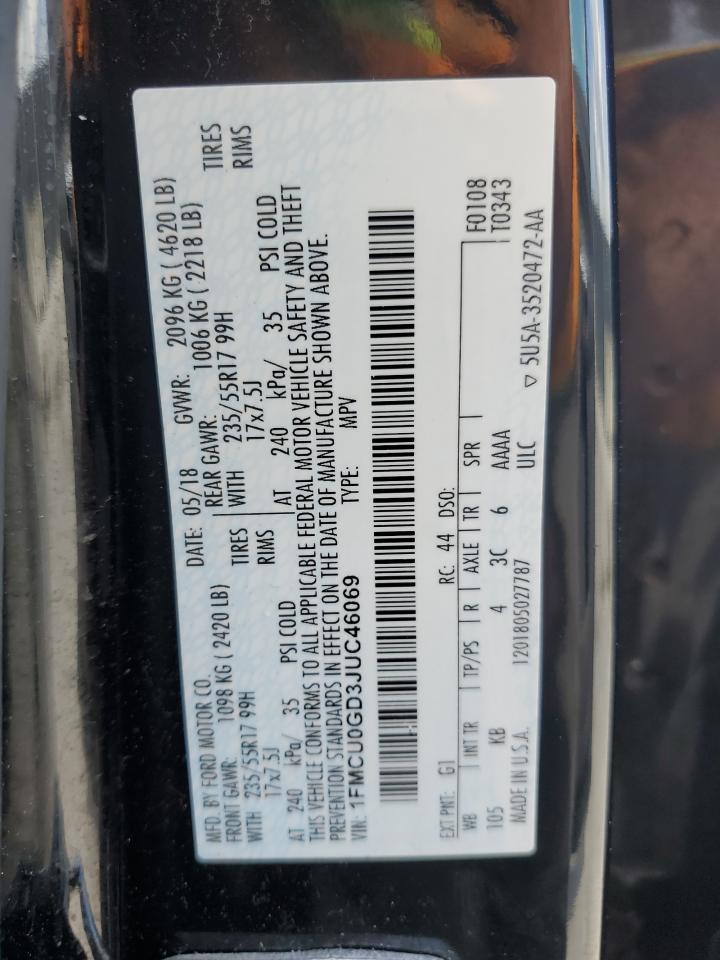 MFD. BY FORD MOTOR CO. DATE: 05/18 GVWR: 2096 KG ( 4620 LB)
FRONT GAWR: 1098 KG ( 2420 LB) REAR GAWR: 1006 KG ( 2218 LB)
WITH 235/55R17 99H TIRES WITH 235/55R17 99H TIRES
17x7.5J RIMS 17x7.5J RIMS
AT 240 kPa/ 35 PSI COLD AT 240 kPa/ 35 PSI COLD
THIS VEHICLE CONFORMS TO ALL APPLICABLE FEDERAL MOTOR VEHICLE SAFETY AND THEFT
PREVENTION STANDARDS IN EFFECT ON THE DATE OF MANUFACTURE SHOWN ABOVE.
VIN: 1FMCU0GD3JUC46069 TYPE: MPV
EXT PNT: G1 RC: 44 DSO: F0108
WB INT TR TP/PS R AXLE TR SPR T0343
105 KB 4 3C 6 AAAA
MADE IN U.S.A. 1201805027787 ULC ▽ 5U5A-3520472-AA